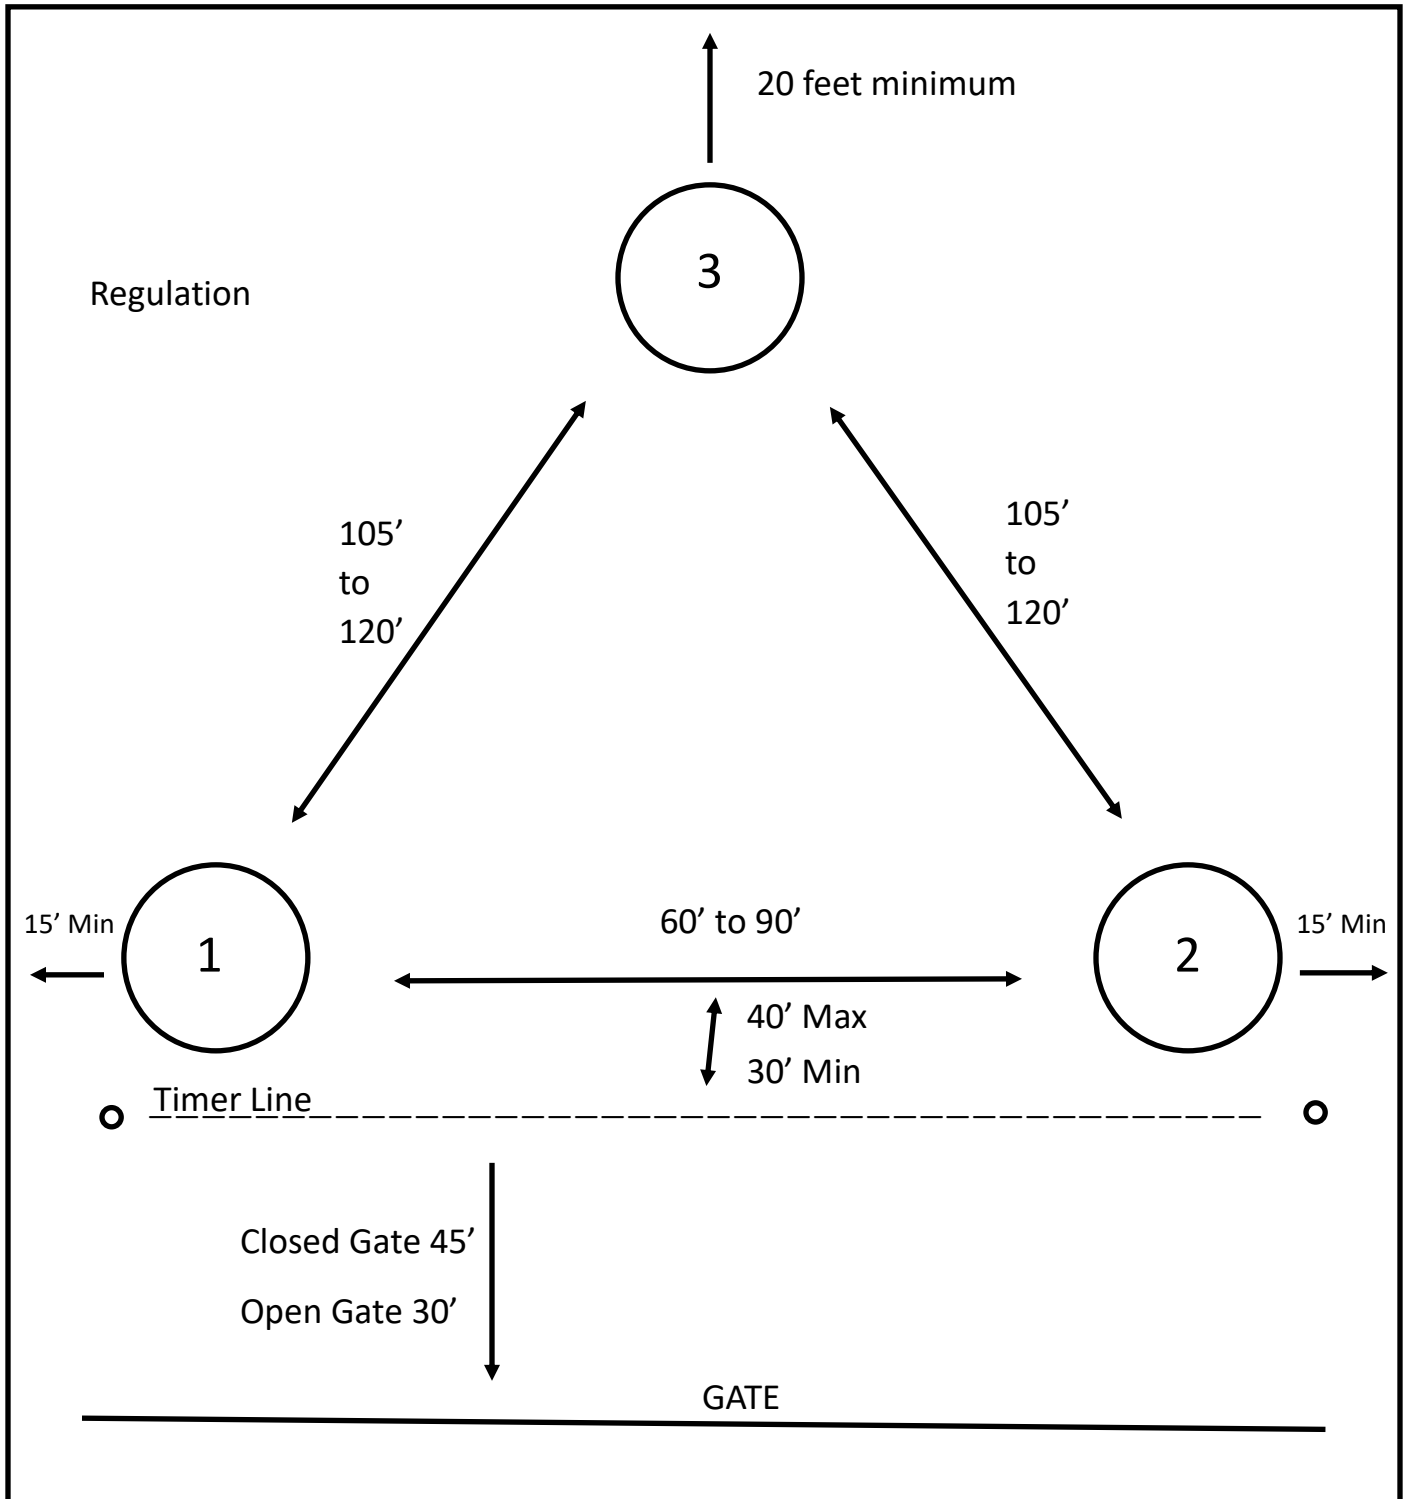 20 feet minimum
3
Regulation
105’
to
120’
105’
to
120’
15’ Min
1
60’ to 90’
2
15’ Min
40’ Max
30’ Min
Timer Line
Closed Gate 45’
Open Gate 30’
GATE